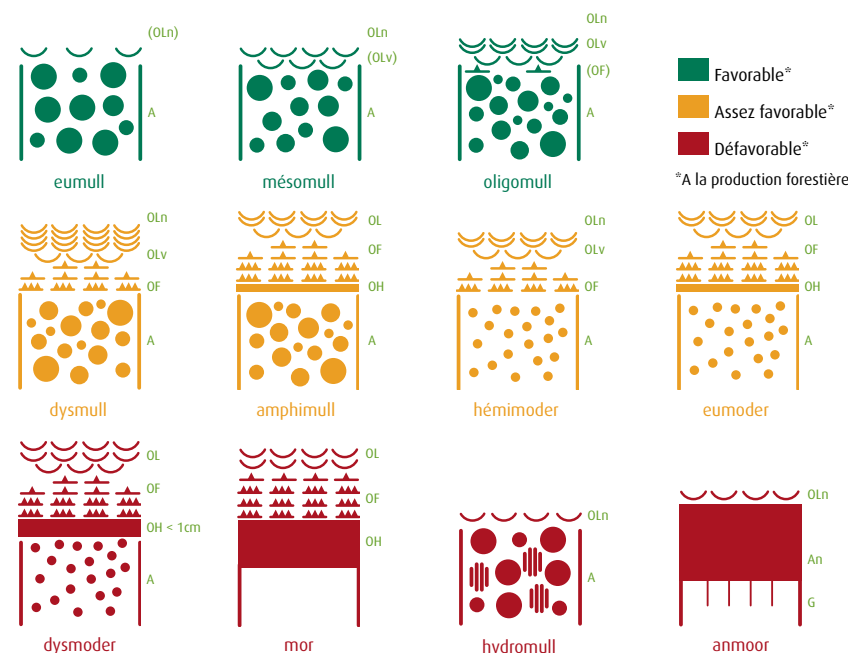 (OLn)
A
eumull
OLn
(OLv)
A
mésomull
OLn
OLv
(OF)
A
oligomull
Favorable*
Assez favorable*
Défavorable*
*A la production forestière
OLn
OLv
OF
A
dysmull
OL
OF
OH
A
amphimull
OLn
OLv
OF
A
hémimoder
OL
OF
OH
A
eumoder
OL
OF
OH < 1cm
A
dysmoder
OL
OF
OH
mor
OLn
A
hydromull
OLn
An
G
anmoor